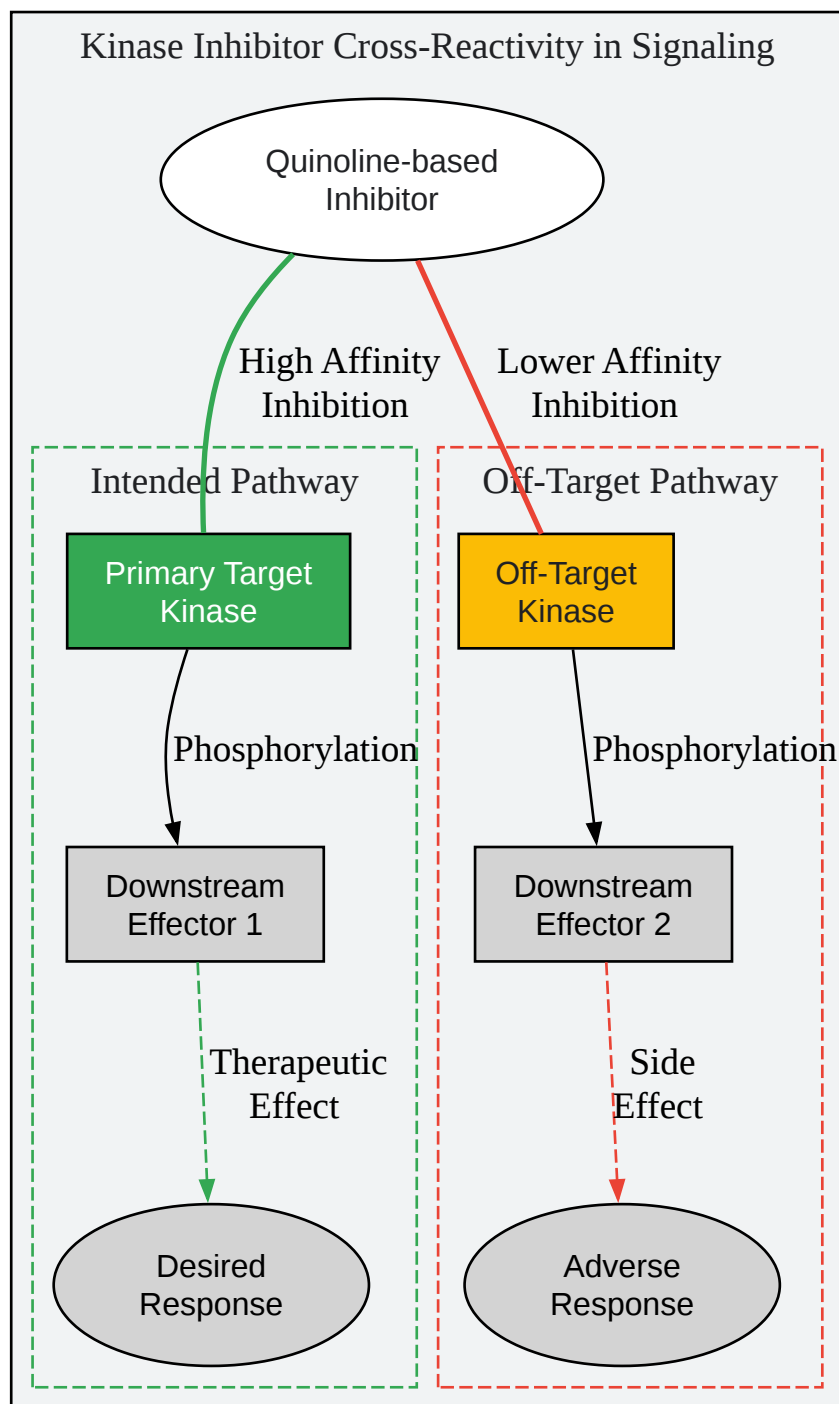 Kinase Inhibitor Cross-Reactivity in Signaling
Quinoline-based
Inhibitor
High Affinity
Inhibition
Lower Affinity
Inhibition
Intended Pathway
Off-Target Pathway
Primary Target
Kinase
Off-Target
Kinase
Phosphorylation
Phosphorylation
Downstream
Effector 1
Downstream
Effector 2
Therapeutic
Effect
Side
Effect
Desired
Response
Adverse
Response